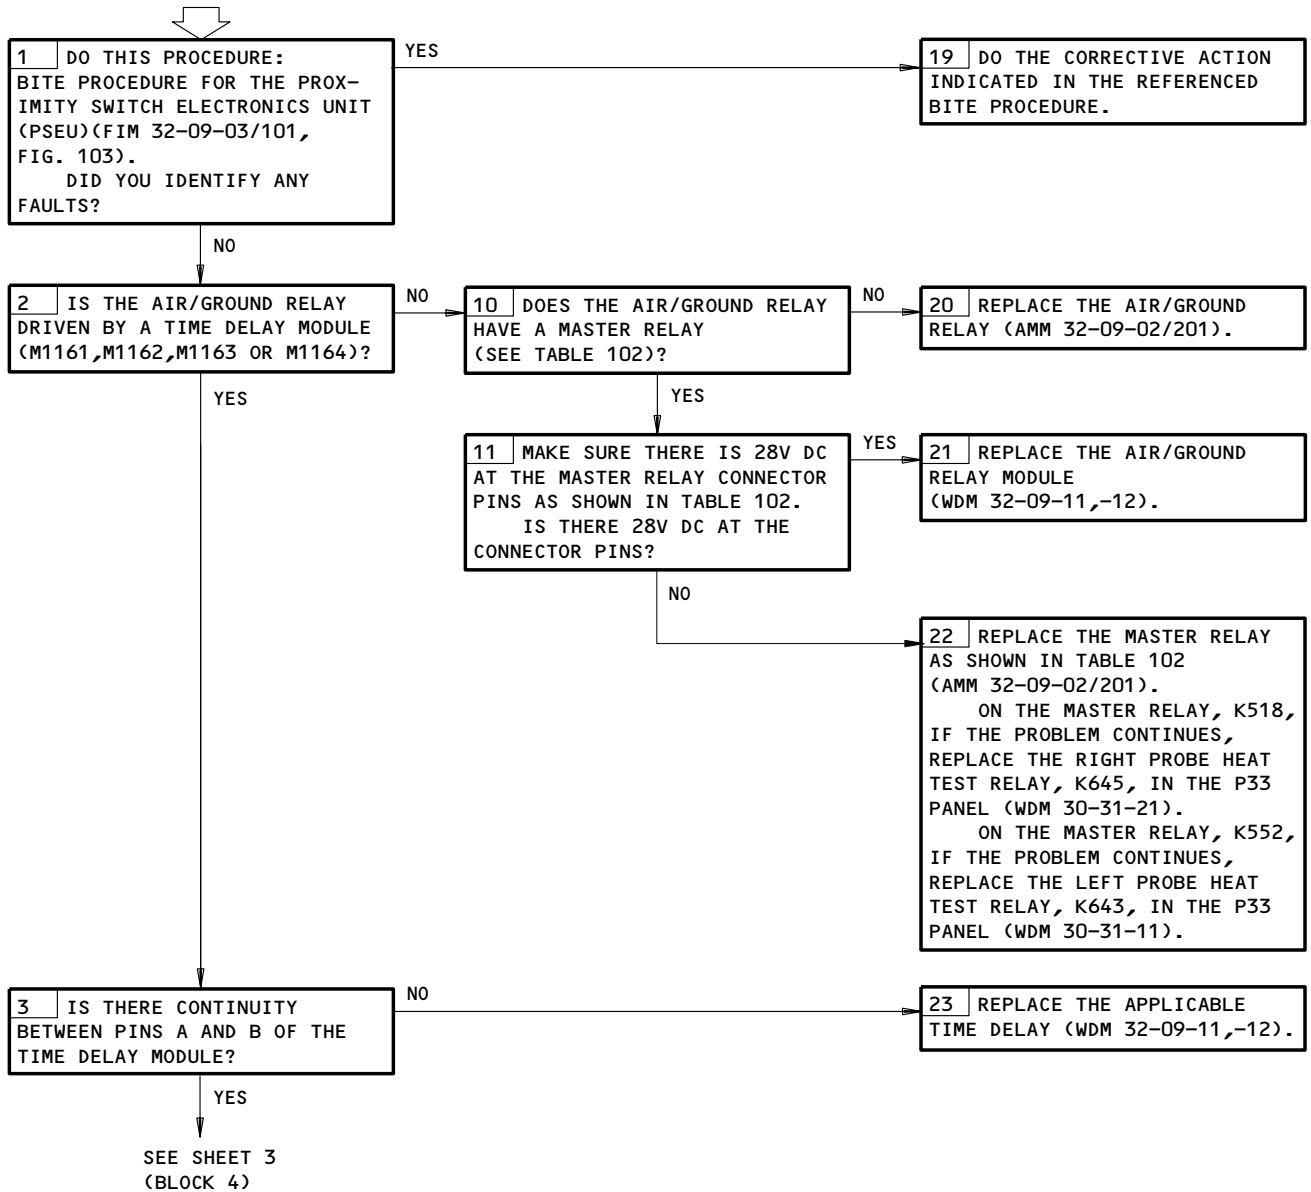 1 DO THIS PROCEDURE:
BITE PROCEDURE FOR THE PROX-
IMITY SWITCH ELECTRONICS UNIT
(PSEU)(FIM 32-09-03/101,
FIG. 103).
DID YOU IDENTIFY ANY
FAULTS?
YES
19 DO THE CORRECTIVE ACTION
INDICATED IN THE REFERENCED
BITE PROCEDURE.
NO
2 IS THE AIR/GROUND RELAY
DRIVEN BY A TIME DELAY MODULE
(M1161,M1162,M1163 OR M1164)?
NO
10 DOES THE AIR/GROUND RELAY
HAVE A MASTER RELAY
(SEE TABLE 102)?
NO
20 REPLACE THE AIR/GROUND
RELAY (AMM 32-09-02/201).
YES
YES
11 MAKE SURE THERE IS 28V DC
AT THE MASTER RELAY CONNECTOR
PINS AS SHOWN IN TABLE 102.
IS THERE 28V DC AT THE
CONNECTOR PINS?
YES
21 REPLACE THE AIR/GROUND
RELAY MODULE
(WDM 32-09-11,-12).
NO
22 REPLACE THE MASTER RELAY
AS SHOWN IN TABLE 102
(AMM 32-09-02/201).
ON THE MASTER RELAY, K518,
IF THE PROBLEM CONTINUES,
REPLACE THE RIGHT PROBE HEAT
TEST RELAY, K645, IN THE P33
PANEL (WDM 30-31-21).
ON THE MASTER RELAY, K552,
IF THE PROBLEM CONTINUES,
REPLACE THE LEFT PROBE HEAT
TEST RELAY, K643, IN THE P33
PANEL (WDM 30-31-11).
3 IS THERE CONTINUITY
BETWEEN PINS A AND B OF THE
TIME DELAY MODULE?
NO
23 REPLACE THE APPLICABLE
TIME DELAY (WDM 32-09-11,-12).
YES
SEE SHEET 3
(BLOCK 4)